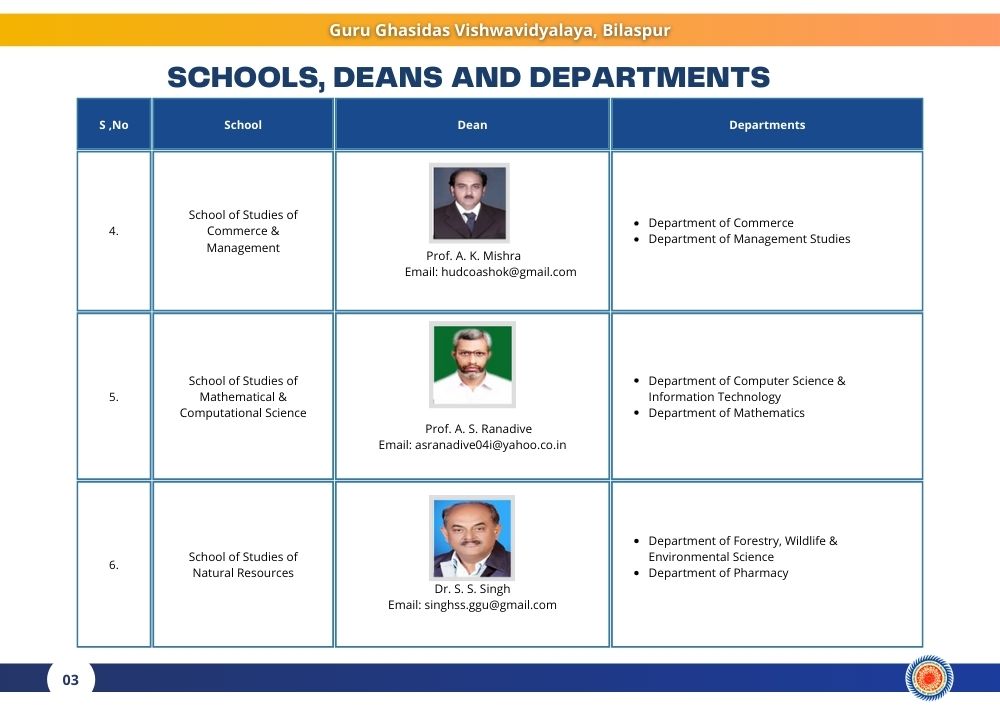 Guru Ghasidas Vishwavidyalaya, Bilaspur
SCHOOLS, DEANS AND DEPARTMENTS
S ,No
School
Dean
Departments
4.
School of Studies of
Commerce &
Management
Prof. A. K. Mishra
Email: hudcoashok@gmail.com
• Department of Commerce
• Department of Management Studies
5.
School of Studies of
Mathematical &
Computational Science
Prof. A. S. Ranadive
Email: asranadive04i@yahoo.co.in
• Department of Computer Science &
Information Technology
• Department of Mathematics
6.
School of Studies of
Natural Resources
Dr. S. S. Singh
Email: singhss.ggu@gmail.com
• Department of Forestry, Wildlife &
Environmental Science
• Department of Pharmacy
03